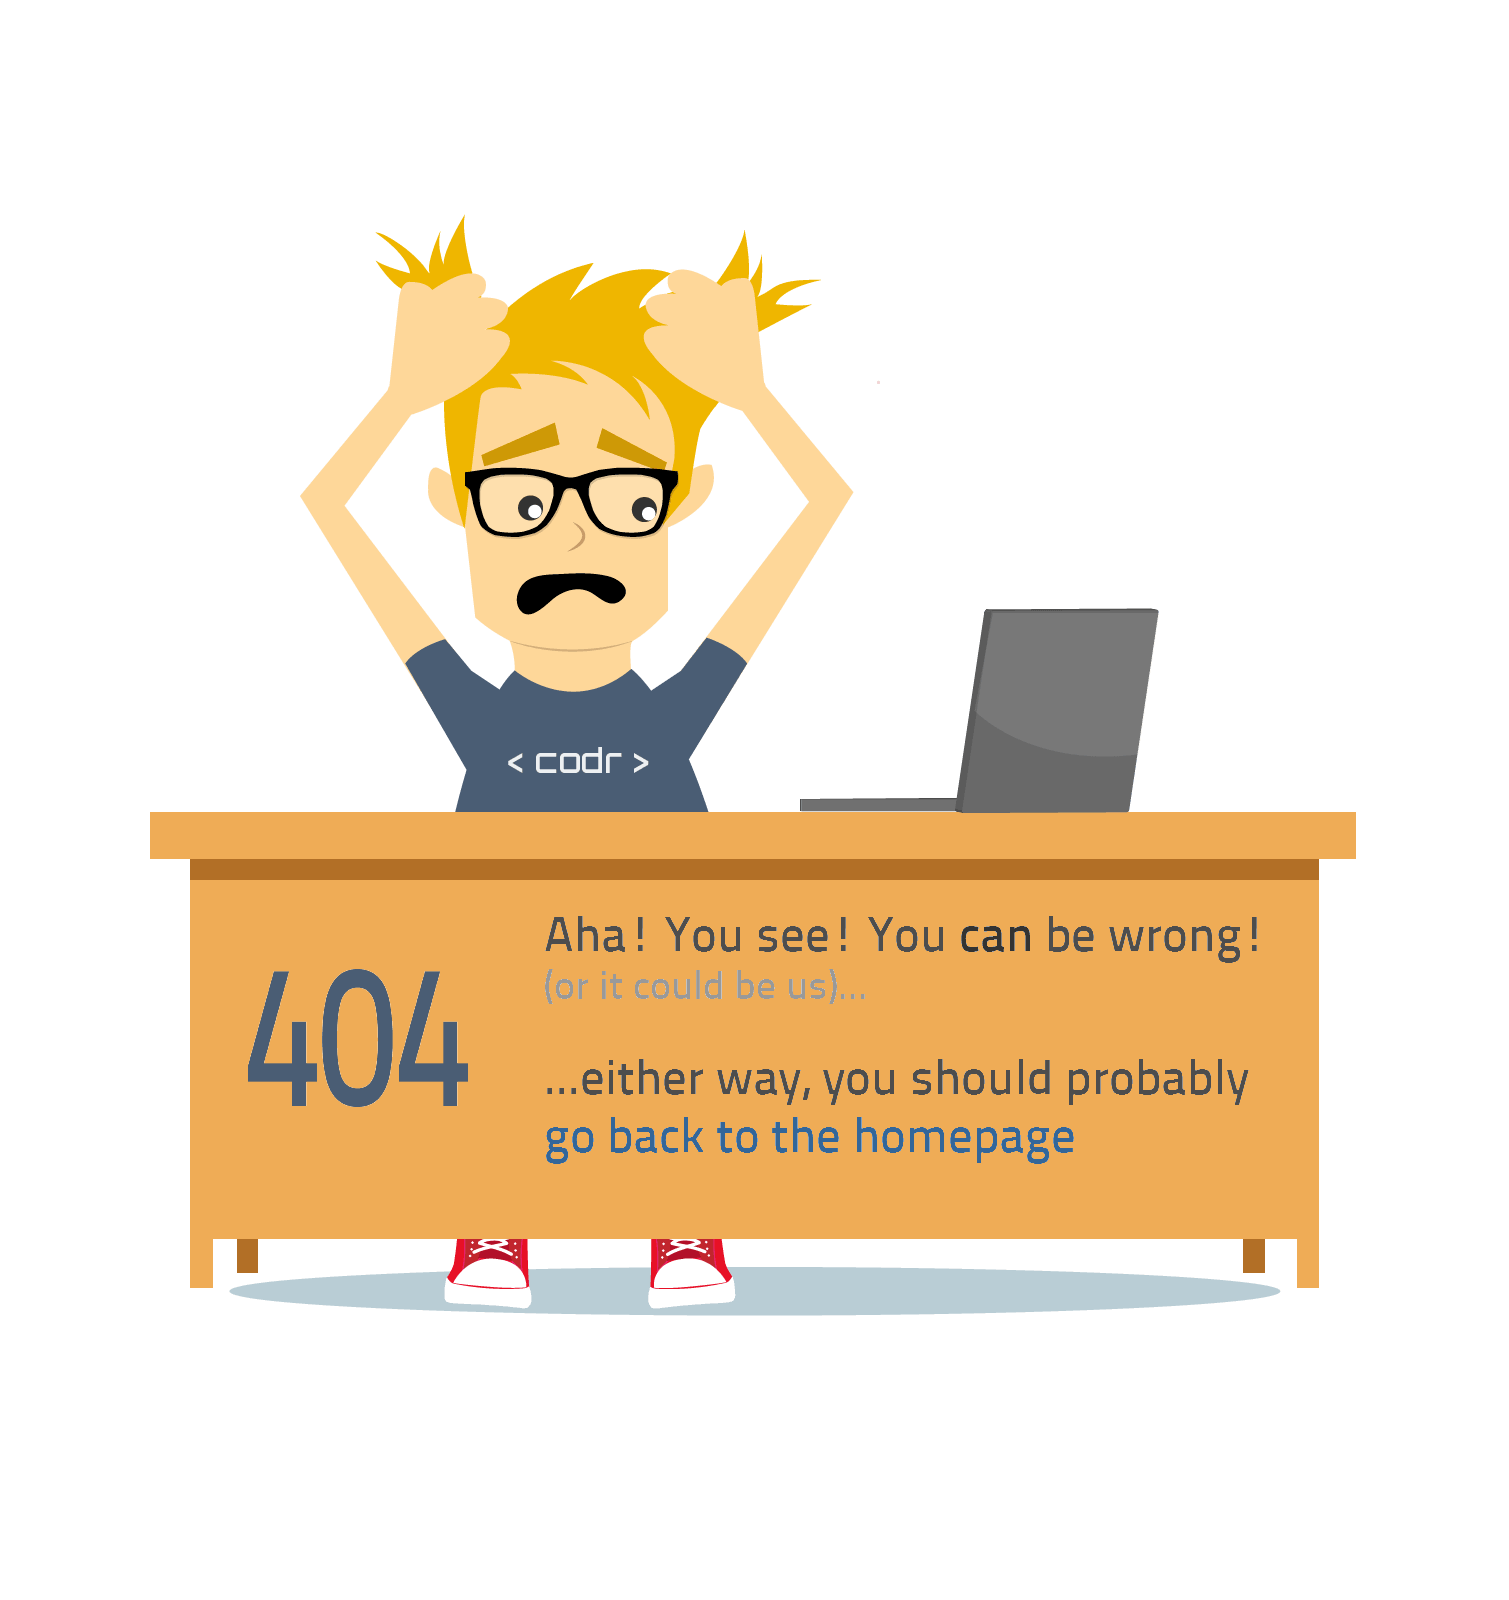 < codr >
404
Aha! You see! You can be wrong!
(or it could be us)...
...either way, you should probably
go back to the homepage